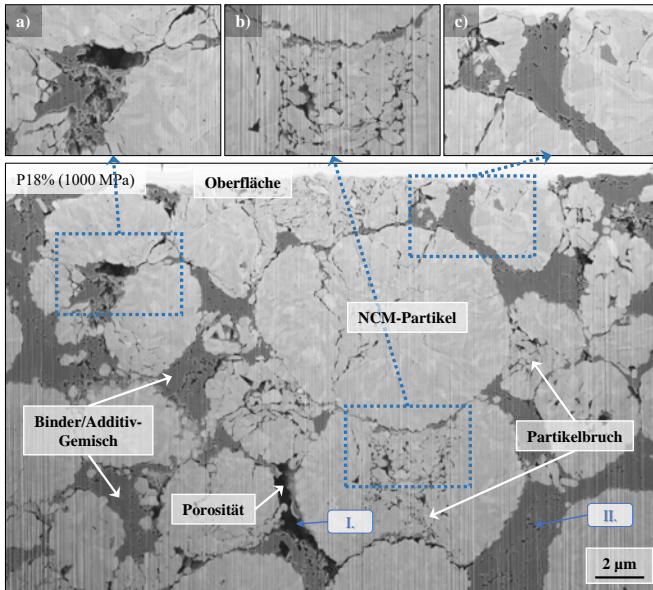 a)
b)
c)
P18% (1000 MPa)
Oberfläche
NCM-Partikel
Binder/Additiv-
Gemisch
Partikelbruch
Porosität
I.
II.
2 µm